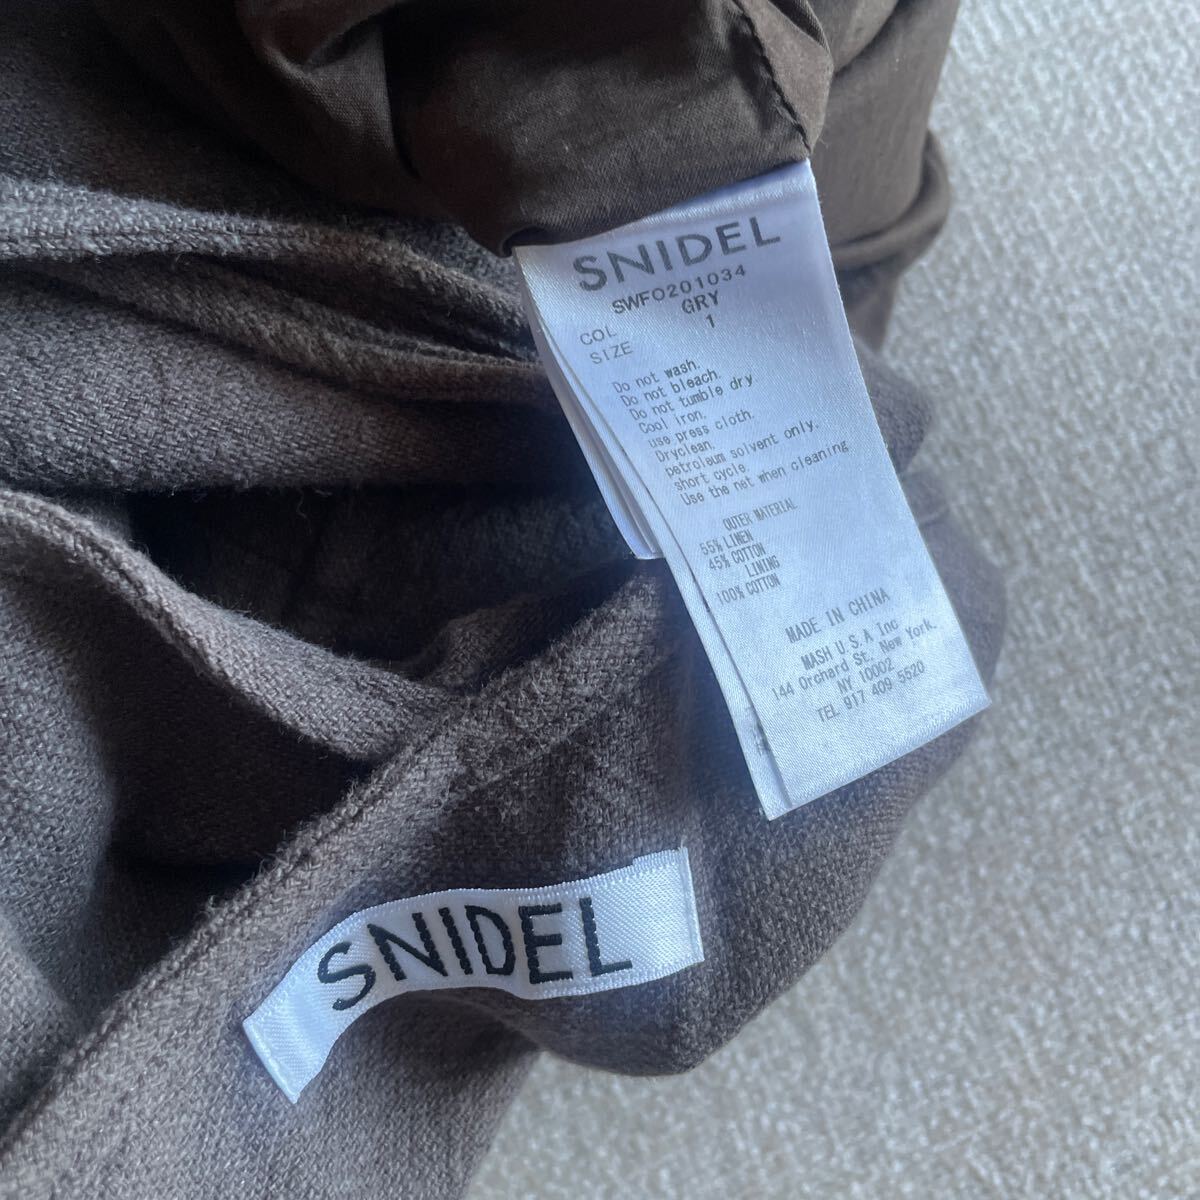 SNIDEL
SWFO201034
COL GRY
SIZE 1
Do not wash.
Do not bleach.
Do not tumble dry.
Cool iron.
use press cloth.
Dryclean.
petroleum solvent only.
short cycle.
Use the net when cleaning
OUTER MATERIAL
55% LINEN
45% COTTON
LINING
100% COTTON
MADE IN CHINA
MASH U.S.A Inc
144 Orchard St. New York.
NY 10002
TEL 917 409 5520
SNIDEL